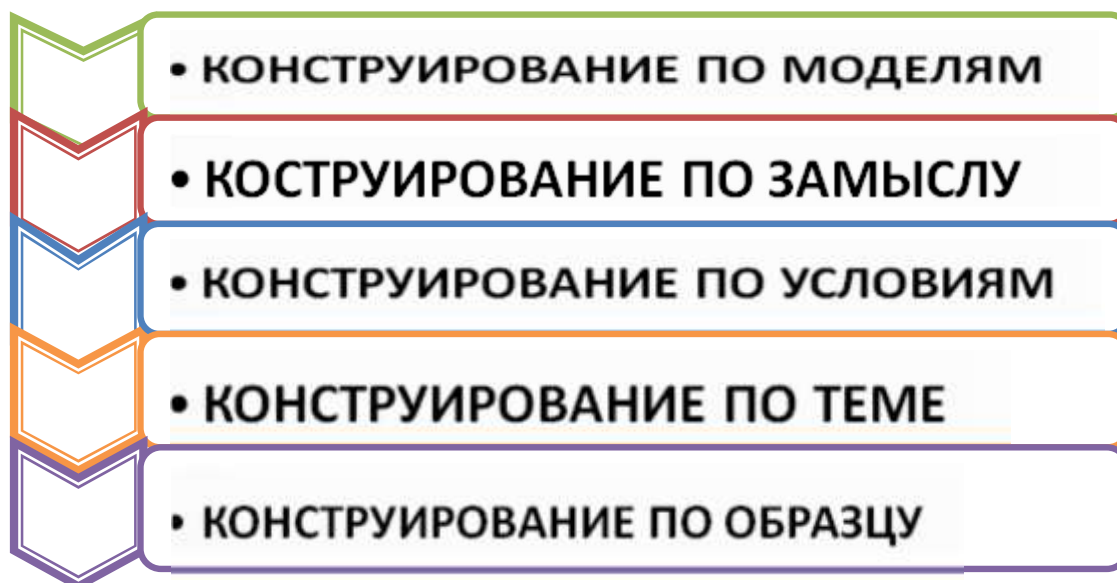 • КОНСТРУИРОВАНИЕ ПО МОДЕЛЯМ
• КОСТРУИРОВАНИЕ ПО ЗАМЫСЛУ
• КОНСТРУИРОВАНИЕ ПО УСЛОВИЯМ
• КОНСТРУИРОВАНИЕ ПО ТЕМЕ
• КОНСТРУИРОВАНИЕ ПО ОБРАЗЦУ